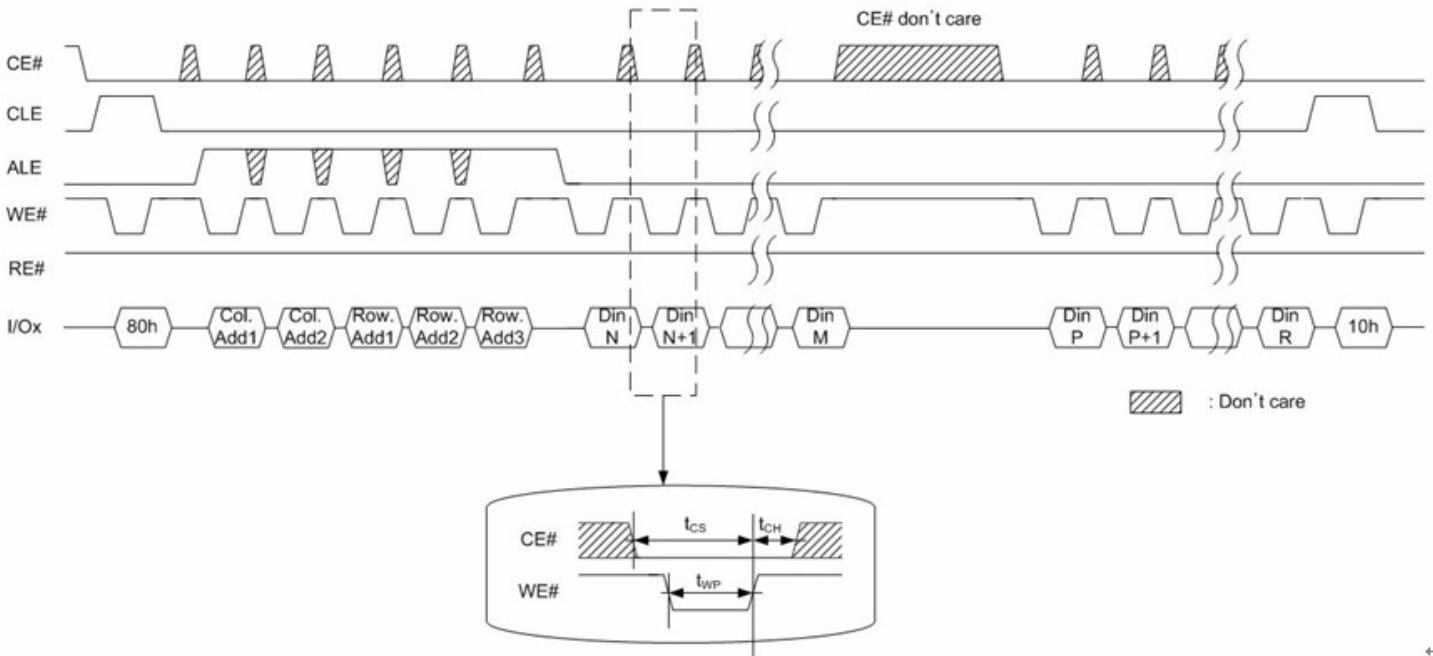 CE# don't care
CE#
CLE
ALE
WE#
RE#
I/Ox
80h
Col. Add1
Col. Add2
Row. Add1
Row. Add2
Row. Add3
Din N
Din N+1
Din M
Din P
Din P+1
Din R
10h
: Don't care
CE#
tCS
tCH
WE#
tWP